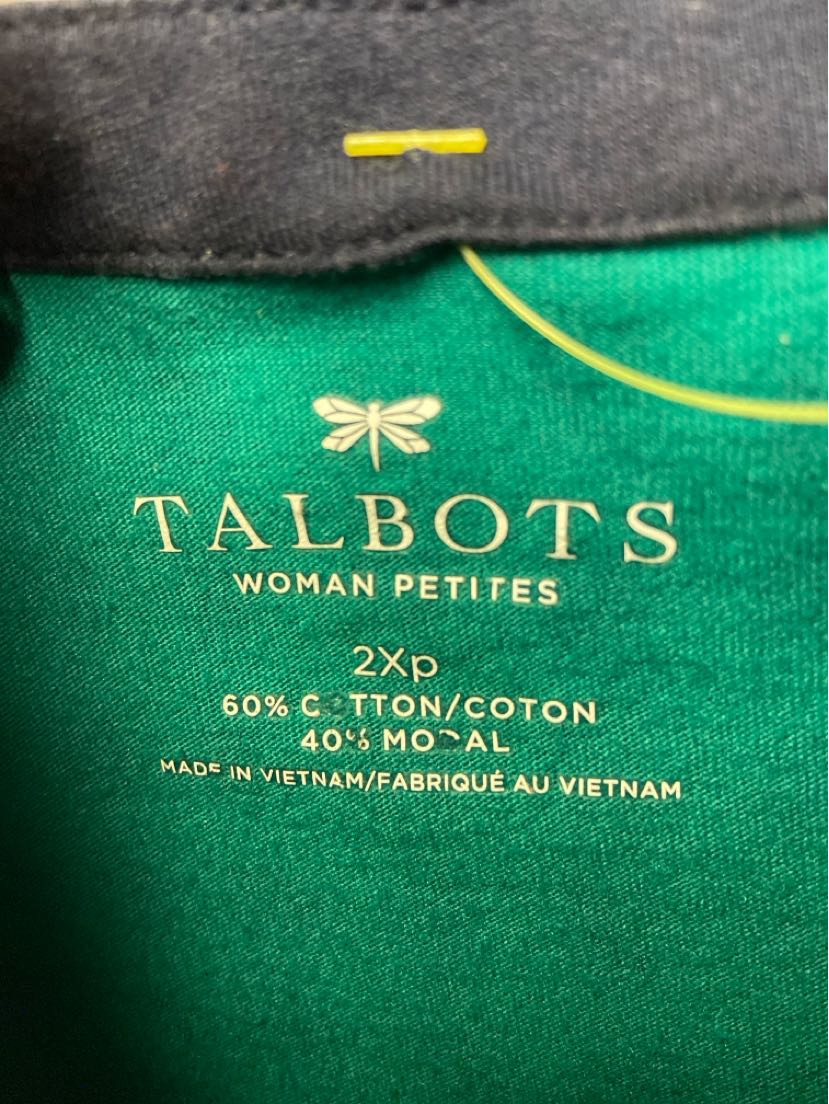 TALBOTS
WOMAN PETITES
2Xp
60% COTTON/COTON
40% MODAL
MADE IN VIETNAM/FABRIQUÉ AU VIETNAM